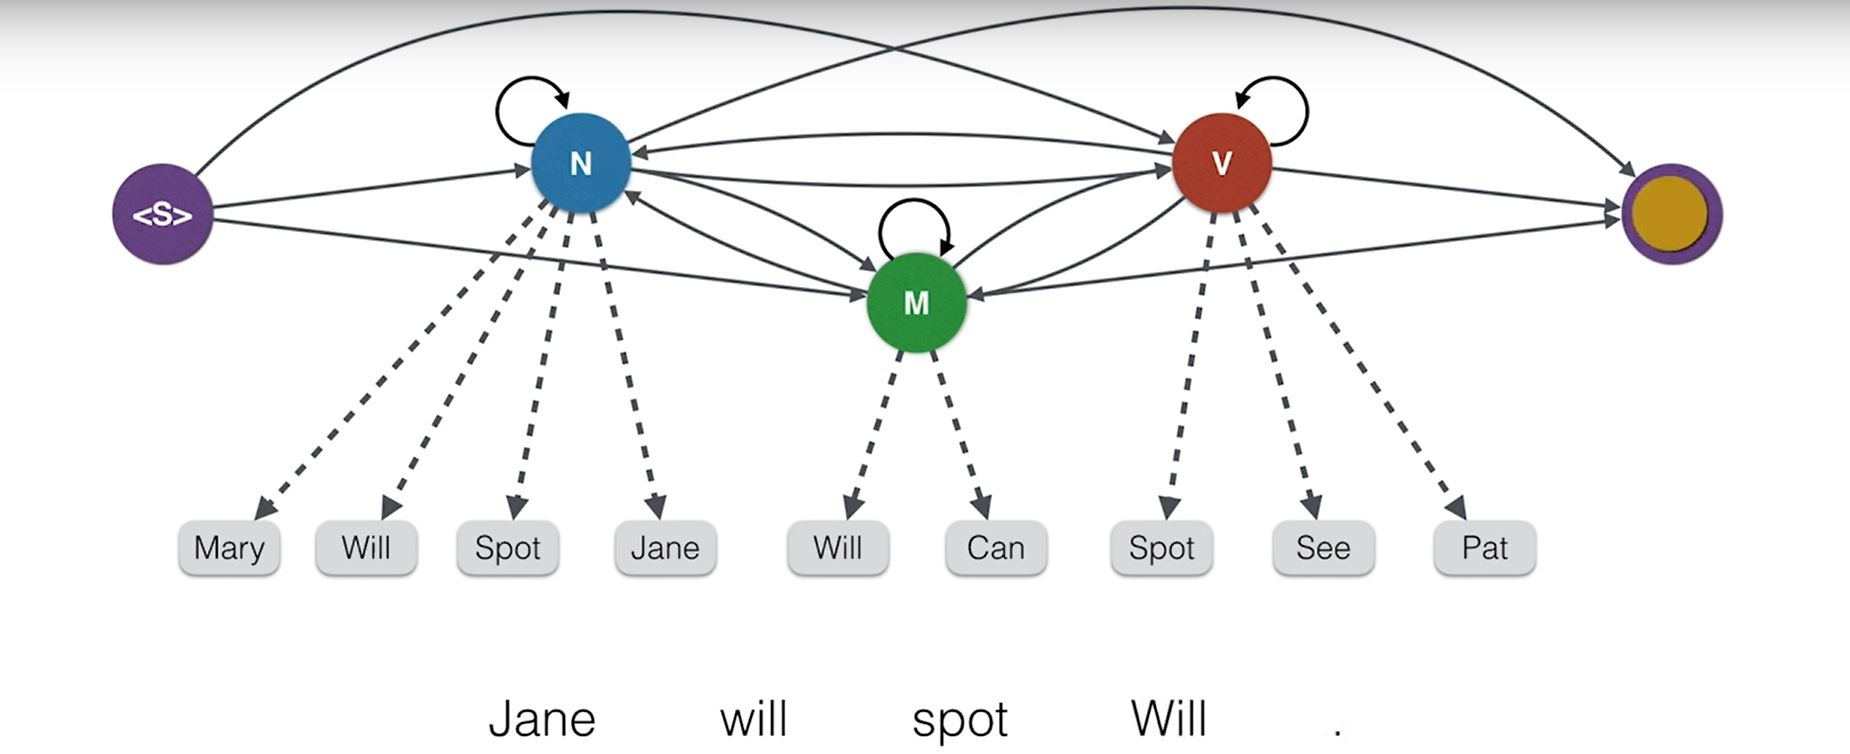 <S> N V
M
Mary Will Spot Jane Will Can Spot See Pat
Jane will spot Will .